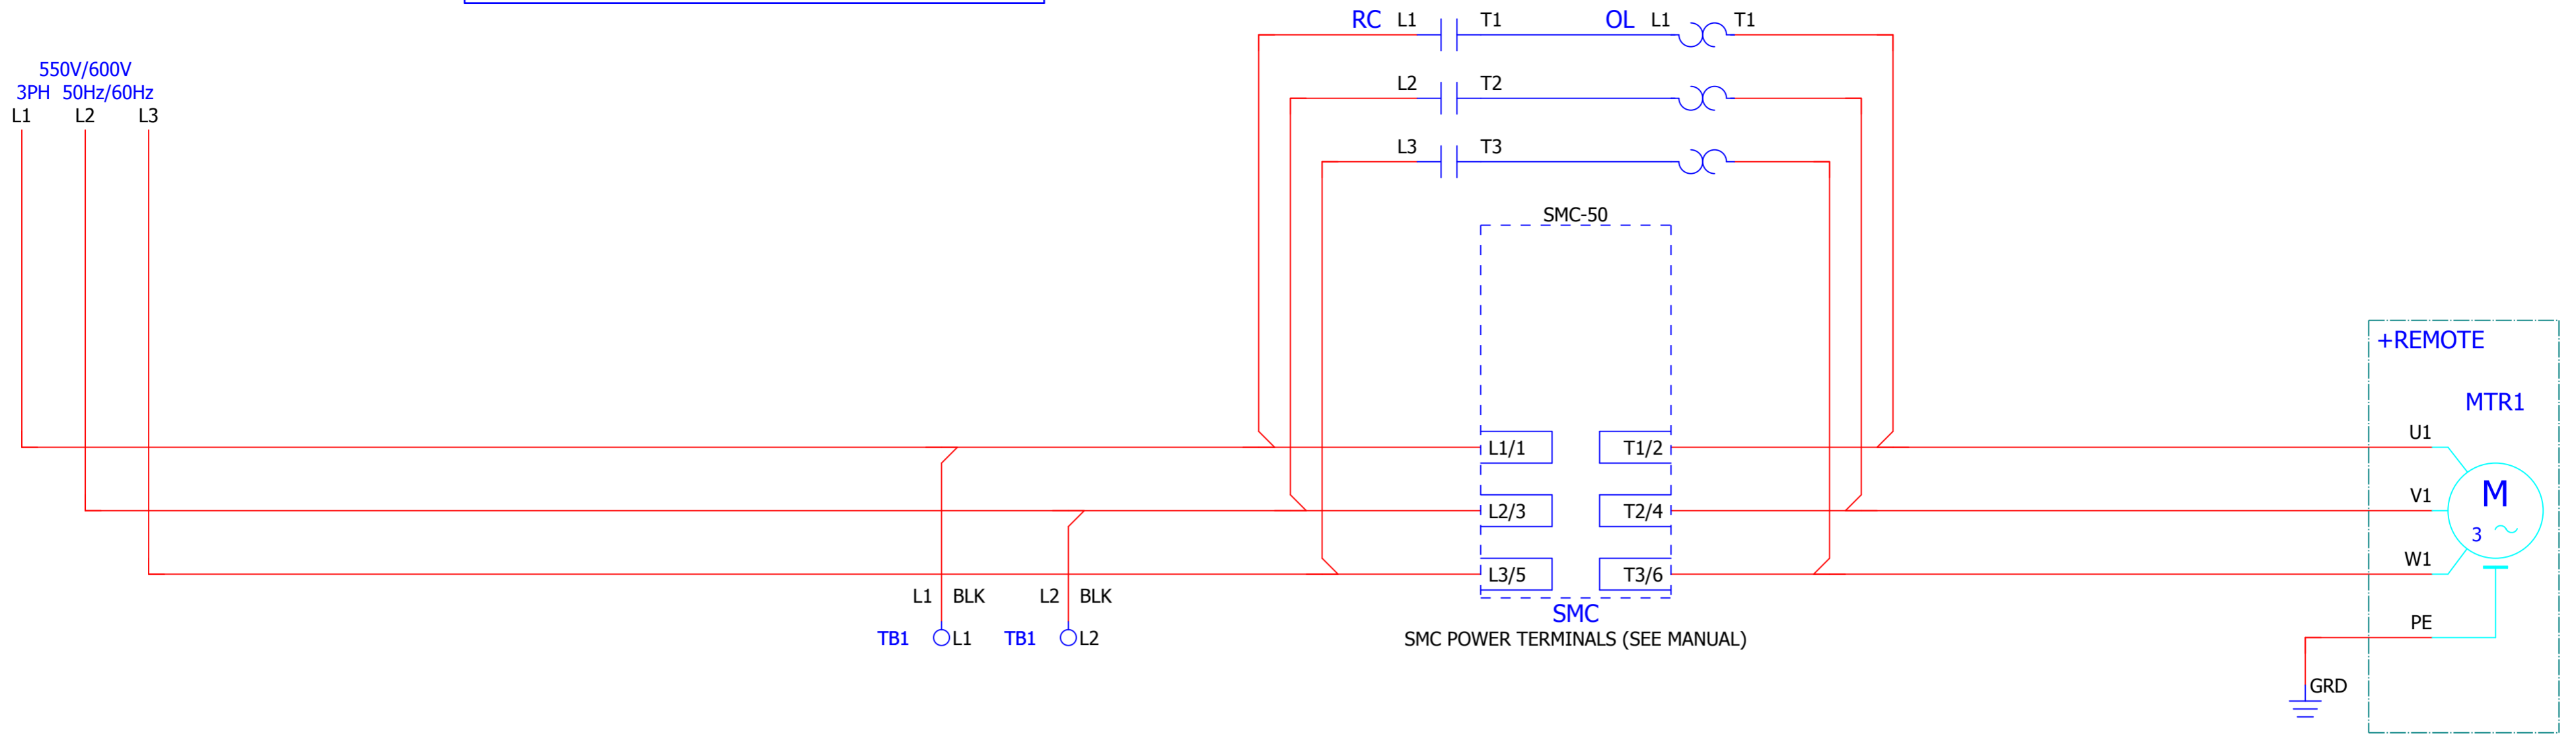 RC L1 T1 OL L1 T1
550V/600V
3PH 50Hz/60Hz
L1 L2 L3
L2 T2
L3 T3
SMC-50
+REMOTE
MTR1
U1
L1/1 T1/2
V1
M
3
L2/3 T2/4
W1
L3/5 T3/6
L1 BLK L2 BLK
SMC
PE
TB1 L1 TB1 L2
SMC POWER TERMINALS (SEE MANUAL)
GRD